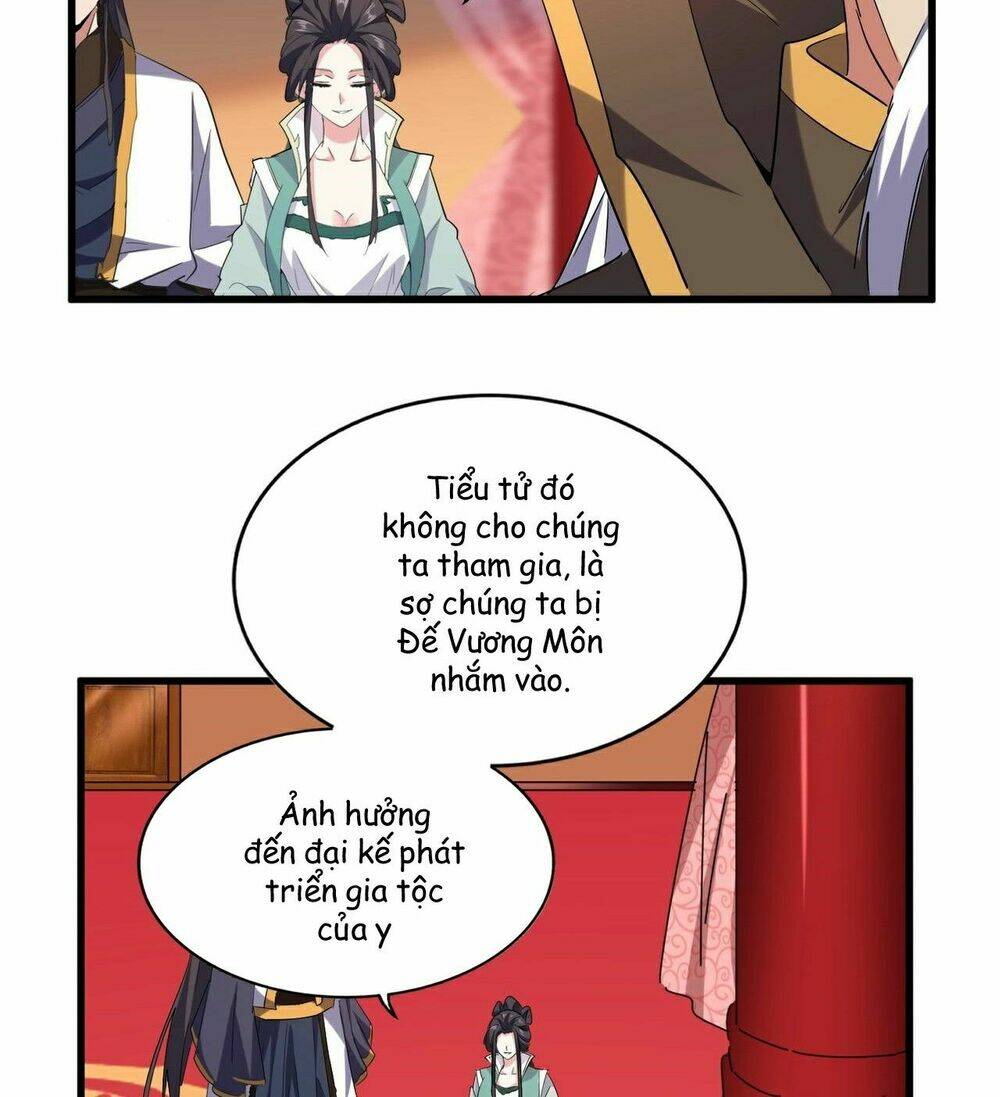 Tiểu tử đó
không cho chúng
ta tham gia, là
sợ chúng ta bị
Đế Vương Môn
nhắm vào.
Ảnh hưởng
đến đại kế phát
triển gia tộc
của y